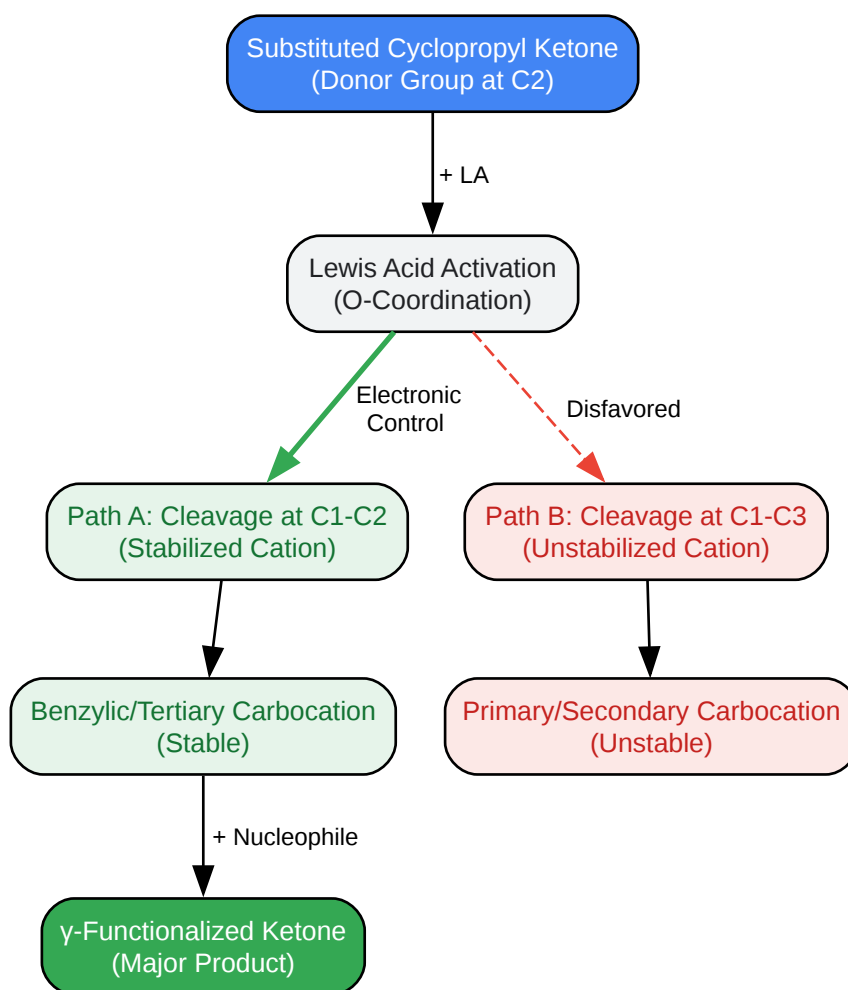 Substituted Cyclopropyl Ketone
(Donor Group at C2)
+ LA
Lewis Acid Activation
(O-Coordination)
Electronic
Control
Disfavored
Path A: Cleavage at C1-C2
(Stabilized Cation)
Path B: Cleavage at C1-C3
(Unstabilized Cation)
Benzylic/Tertiary Carbocation
(Stable)
Primary/Secondary Carbocation
(Unstable)
+ Nucleophile
γ-Functionalized Ketone
(Major Product)